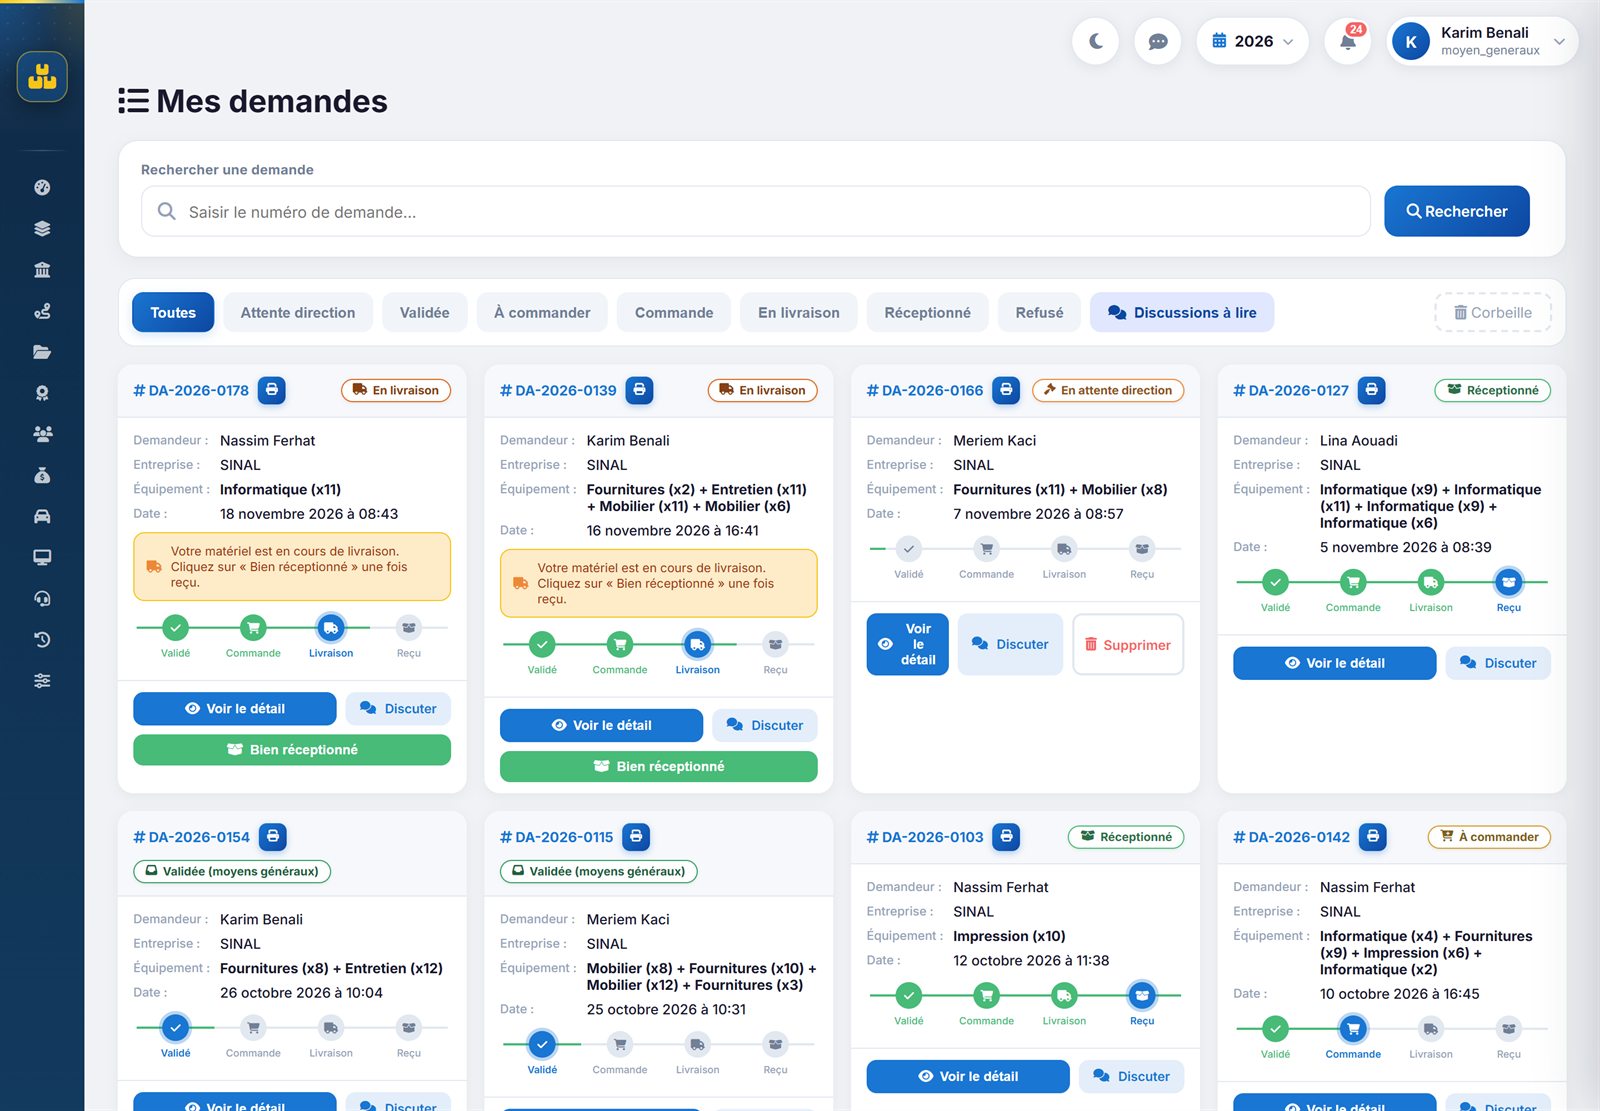 2026
24
K
Karim Benali
moyen_generaux
Mes demandes
Rechercher une demande
Saisir le numéro de demande...
Rechercher
Toutes
Attente direction
Validée
À commander
Commande
En livraison
Réceptionné
Refusé
Discussions à lire
Corbeille
# DA-2026-0178
En livraison
Demandeur : Nassim Ferhat
Entreprise : SINAL
Équipement : Informatique (x11)
Date : 18 novembre 2026 à 08:43
Votre matériel est en cours de livraison.
Cliquez sur « Bien réceptionné » une fois
reçu.
Validé
Commande
Livraison
Reçu
Voir le détail
Discuter
Bien réceptionné
# DA-2026-0139
En livraison
Demandeur : Karim Benali
Entreprise : SINAL
Équipement : Fournitures (x2) + Entretien (x11)
+ Mobilier (x11) + Mobilier (x6)
Date : 16 novembre 2026 à 16:41
Votre matériel est en cours de livraison.
Cliquez sur « Bien réceptionné » une fois
reçu.
Validé
Commande
Livraison
Reçu
Voir le détail
Discuter
Bien réceptionné
# DA-2026-0166
En attente direction
Demandeur : Meriem Kaci
Entreprise : SINAL
Équipement : Fournitures (x11) + Mobilier (x8)
Date : 7 novembre 2026 à 08:57
Validé
Commande
Livraison
Reçu
Voir
le
détail
Discuter
Supprimer
# DA-2026-0127
Réceptionné
Demandeur : Lina Aouadi
Entreprise : SINAL
Équipement : Informatique (x9) + Informatique
(x11) + Informatique (x9) +
Informatique (x6)
Date : 5 novembre 2026 à 08:39
Validé
Commande
Livraison
Reçu
Voir le détail
Discuter
# DA-2026-0154
Validée (moyens généraux)
Demandeur : Karim Benali
Entreprise : SINAL
Équipement : Fournitures (x8) + Entretien (x12)
Date : 26 octobre 2026 à 10:04
Validé
Commande
Livraison
Reçu
Voir le détail
Discuter
# DA-2026-0115
Validée (moyens généraux)
Demandeur : Meriem Kaci
Entreprise : SINAL
Équipement : Mobilier (x8) + Fournitures (x10) +
Mobilier (x12) + Fournitures (x3)
Date : 25 octobre 2026 à 10:31
Validé
Commande
Livraison
Reçu
# DA-2026-0103
Réceptionné
Demandeur : Nassim Ferhat
Entreprise : SINAL
Équipement : Impression (x10)
Date : 12 octobre 2026 à 11:38
Validé
Commande
Livraison
Reçu
Voir le détail
Discuter
# DA-2026-0142
À commander
Demandeur : Nassim Ferhat
Entreprise : SINAL
Équipement : Informatique (x4) + Fournitures
(x9) + Impression (x6) +
Informatique (x2)
Date : 10 octobre 2026 à 16:45
Validé
Commande
Livraison
Reçu
Voir le détail
Discuter